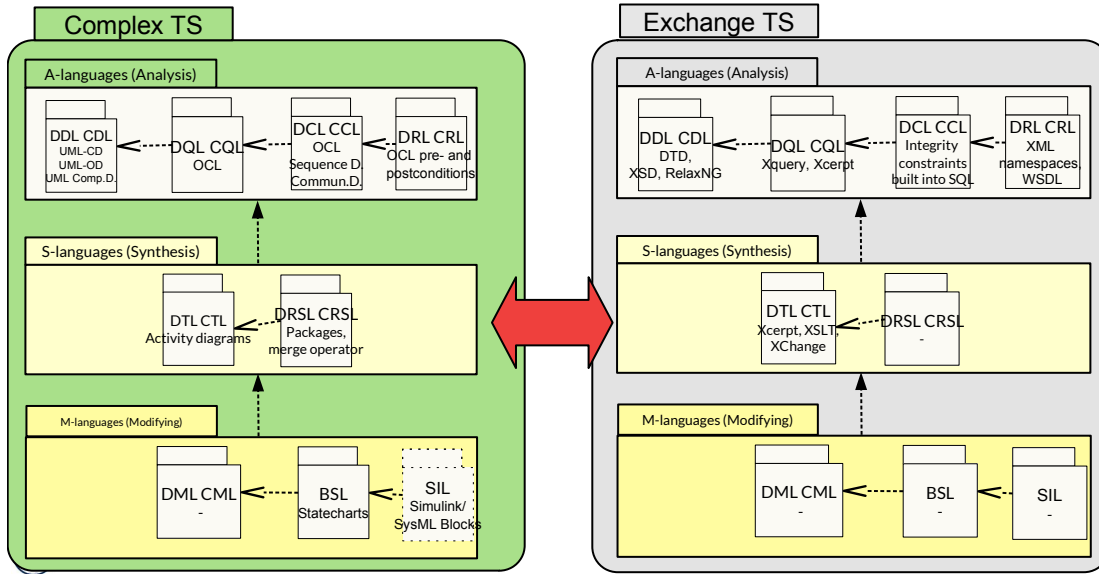 Complex TS
A-languages (Analysis)
DDL CDL
UML-CD
UML-OD
UML Comp.D.
DQL CQL
OCL
DCL CCL
OCL
Sequence D.
Commun.D.
DRL CRL
OCL pre- and
postconditions
S-languages (Synthesis)
DTL CTL
Activity diagrams
DRSL CRSL
Packages,
merge operator
M-languages (Modifying)
DML CML
-
BSL
Statecharts
SIL
Simulink/
SysML Blocks
Exchange TS
A-languages (Analysis)
DDL CDL
DTD,
XSD, RelaxNG
DQL CQL
Xquery, Xcerpt
DCL CCL
Integrity
constraints
built into SQL
DRL CRL
XML
namespaces,
WSDL
S-languages (Synthesis)
DTL CTL
Xcerpt, XSLT,
XChange
DRSL CRSL
-
M-languages (Modifying)
DML CML
-
BSL
-
SIL
-